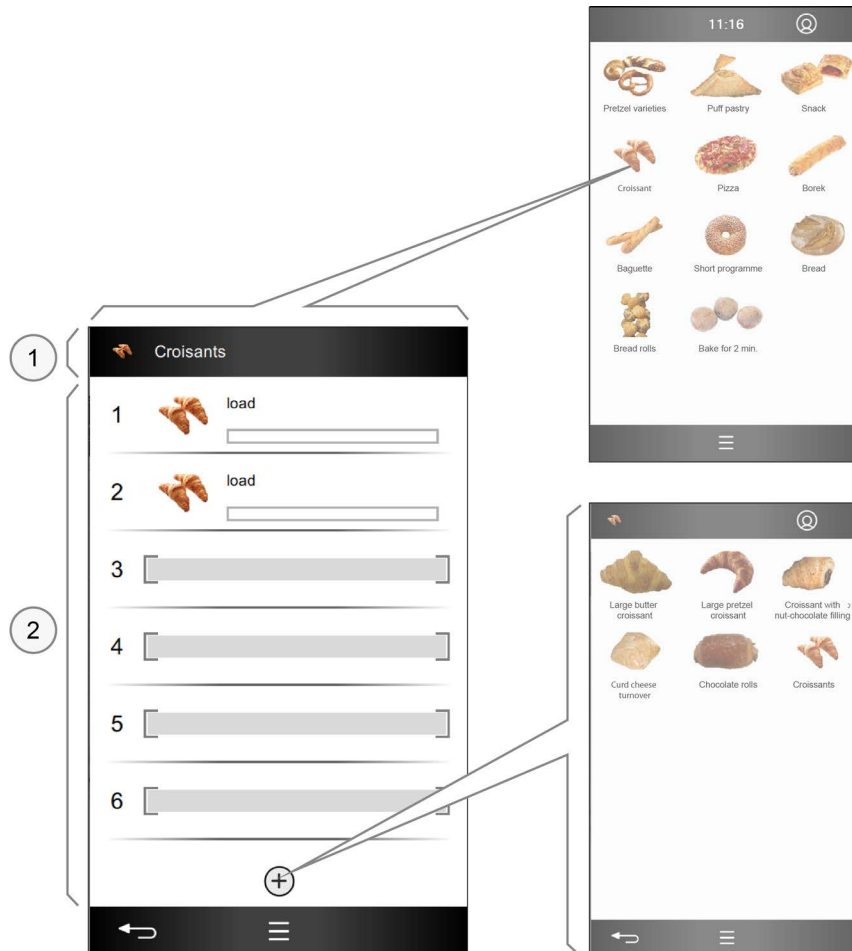 11:16
Pretzel varieties
Puff pastry
Snack
Croissant
Pizza
Borek
Baguette
Short programme
Bread
Bread rolls
Bake for 2 min.
1
Croisants
2
1
load
2
load
3
4
5
6
Large butter
croissant
Large pretzel
croissant
Croissant with
nut-chocolate filling
Curd cheese
turnover
Chocolate rolls
Croissants